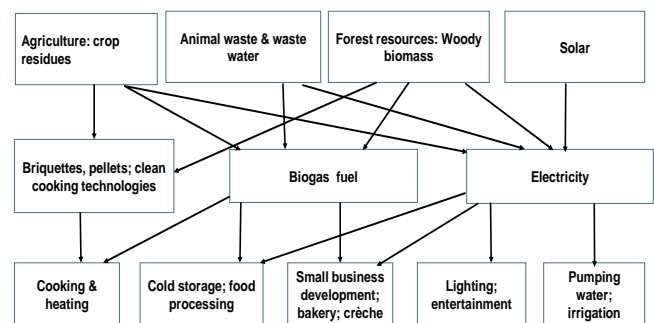 Agriculture: crop
residues
Animal waste & waste
water
Forest resources: Woody
biomass
Solar
Briquettes, pellets; clean
cooking technologies
Biogas fuel
Electricity
Cooking &
heating
Cold storage; food
processing
Small business
development;
bakery; crèche
Lighting;
entertainment
Pumping
water;
irrigation